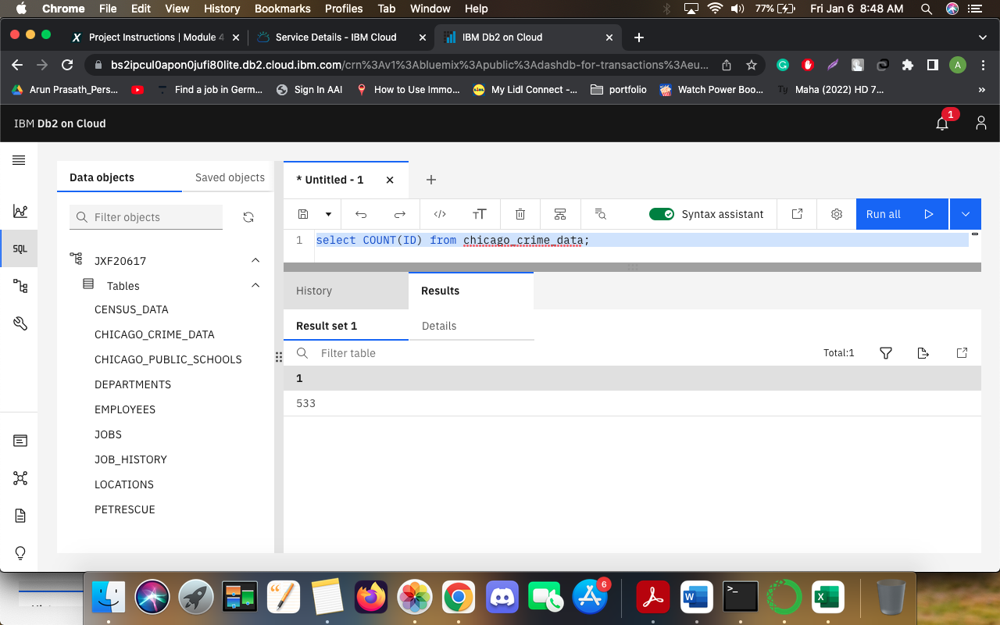 Chrome File Edit View History Bookmarks Profiles Tab Window Help 77% Fri Jan 6 8:48 AM
X Project Instructions | Module 4 Service Details - IBM Cloud IBM Db2 on Cloud
bs2ipcul0apon0jufi80lite.db2.cloud.ibm.com/crn%3Av1%3Abluemix%3Apublic%3Adashdb-for-transactions%3Aeu... A
Arun Prasath_Pers... Find a job in Germ... Sign In AAI How to Use Immo... My Lidl Connect -... portfolio Watch Power Boo... Ty Maha (2022) HD 7... »
IBM Db2 on Cloud 1
Data objects Saved objects * Untitled - 1
Filter objects Syntax assistant Run all
1 select COUNT(ID) from chicago_crime_data;
SQL
JXF20617
Tables
CENSUS_DATA
CHICAGO_CRIME_DATA
CHICAGO_PUBLIC_SCHOOLS
DEPARTMENTS
EMPLOYEES
JOBS
JOB_HISTORY
LOCATIONS
PETRESCUE
History Results
Result set 1 Details
Filter table Total:1
1
533
6
W
X